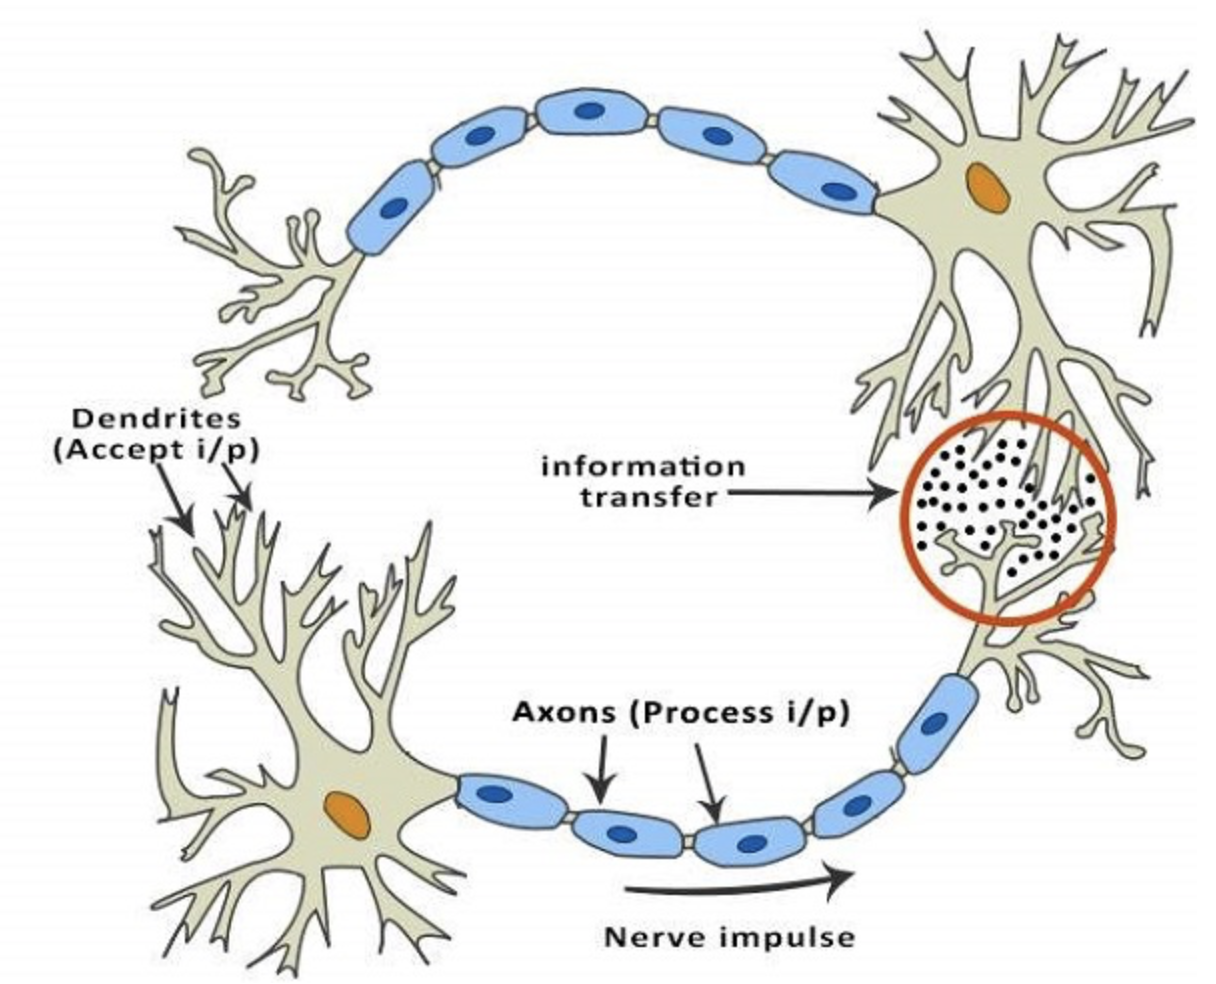 Dendrites
(Accept i/p)
information
transfer
Axons (Process i/p)
Nerve impulse